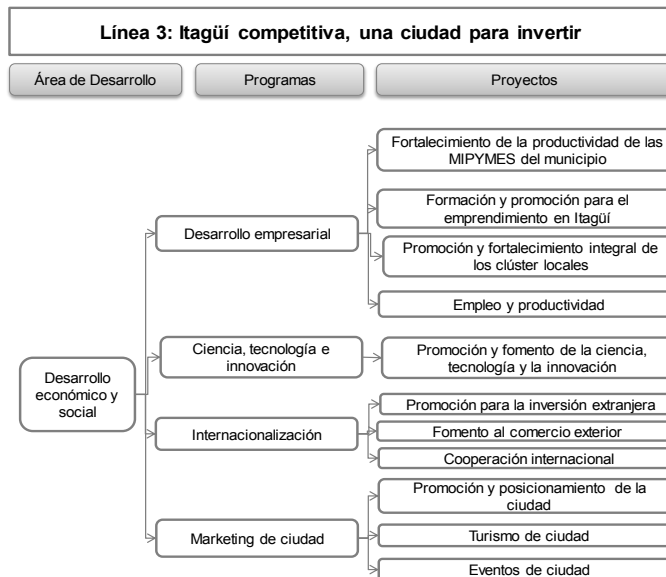 Línea 3: Itagüí competitiva, una ciudad para invertir
Área de Desarrollo
Programas
Proyectos
Desarrollo
económico y
social
Desarrollo empresarial
Fortalecimiento de la productividad de las
MIPYMES del municipio
Formación y promoción para el
emprendimiento en Itagüí
Promoción y fortalecimiento integral de
los clúster locales
Empleo y productividad
Ciencia, tecnología e
innovación
Promoción y fomento de la ciencia,
tecnología y la innovación
Internacionalización
Promoción para la inversión extranjera
Fomento al comercio exterior
Cooperación internacional
Marketing de ciudad
Promoción y posicionamiento de la
ciudad
Turismo de ciudad
Eventos de ciudad